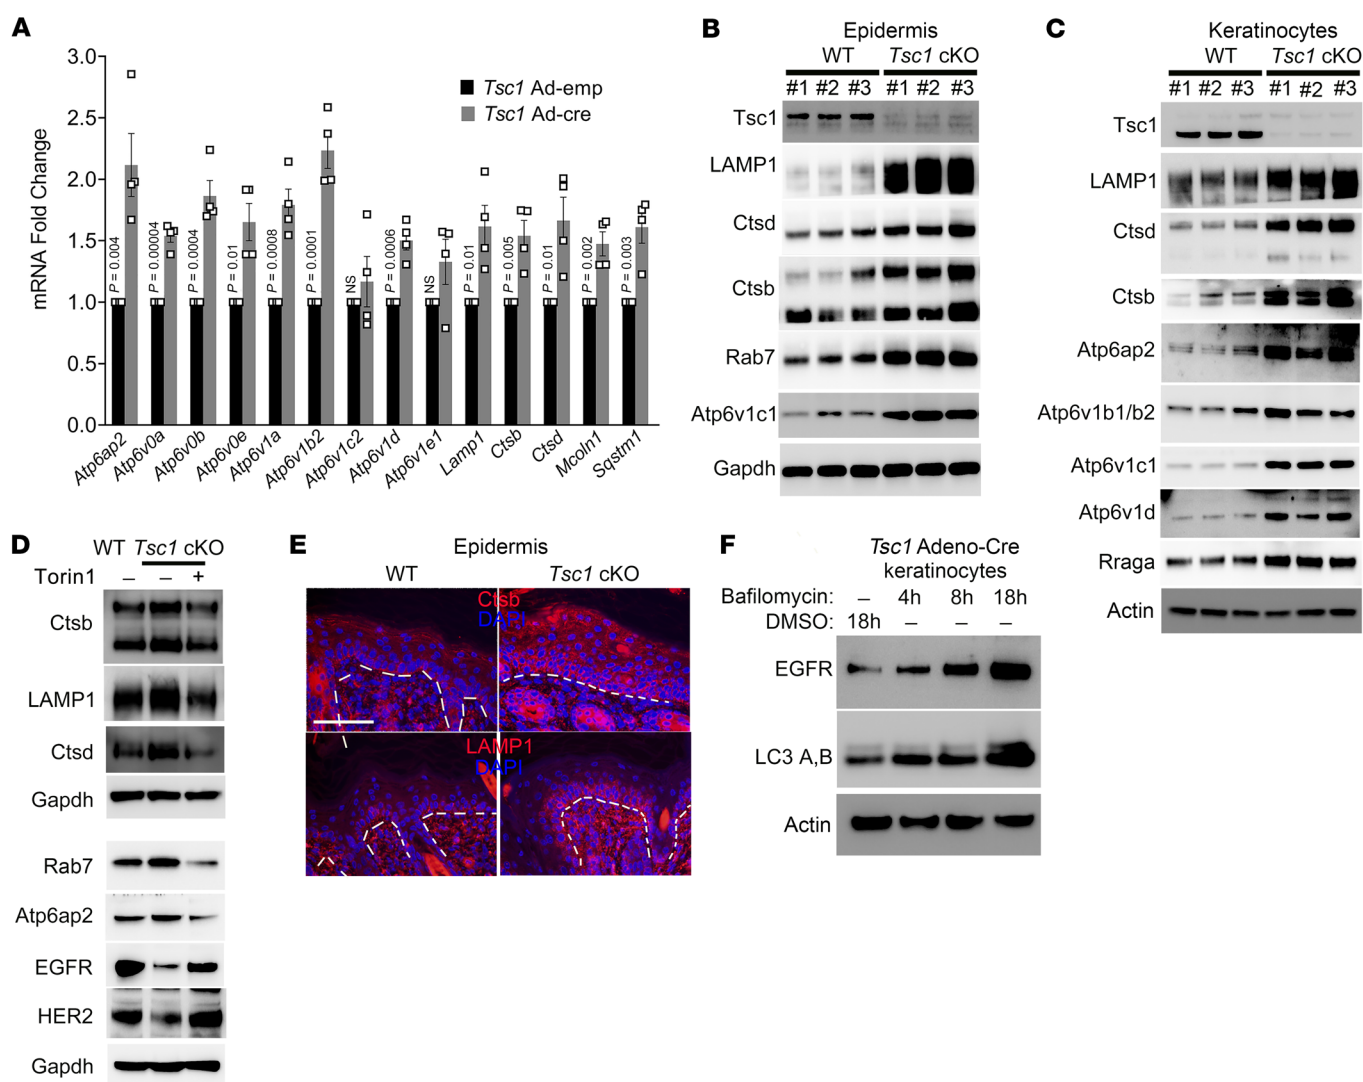 A
3.0
2.5
2.0
1.5
1.0
0.5
0.0
mRNA Fold Change
Tsc1 Ad-emp
Tsc1 Ad-cre
P = 0.004
P = 0.00004
P = 0.0004
P = 0.01
P = 0.0008
P = 0.0001
NS
P = 0.0006
NS
P = 0.01
P = 0.005
P = 0.01
P = 0.002
P = 0.003
Atp6ap2
Atp6v0a
Atp6v0b
Atp6v0e
Atp6v1a
Atp6v1b2
Atp6v1c2
Atp6v1d
Atp6v1e1
Lamp1
Ctsb
Ctsd
Mcoln1
Sqstm1
B
Epidermis
WT Tsc1 cKO
#1 #2 #3 #1 #2 #3
Tsc1
LAMP1
Ctsd
Ctsb
Rab7
Atp6v1c1
Gapdh
C
Keratinocytes
WT Tsc1 cKO
#1 #2 #3 #1 #2 #3
Tsc1
LAMP1
Ctsd
Ctsb
Atp6ap2
Atp6v1b1/b2
Atp6v1c1
Atp6v1d
Rraga
Actin
D
WT Tsc1 cKO
Torin1 – – +
Ctsb
LAMP1
Ctsd
Gapdh
Rab7
Atp6ap2
EGFR
HER2
Gapdh
E
Epidermis
WT Tsc1 cKO
Ctsb
DAPI
LAMP1
DAPI
F
Tsc1 Adeno-Cre
keratinocytes
Bafilomycin: – 4h 8h 18h
DMSO: 18h – – –
EGFR
LC3 A,B
Actin